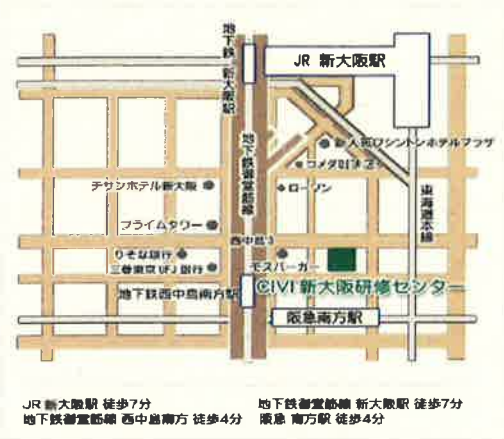 地下鉄 新大阪駅
JR 新大阪駅
地下鉄御堂筋線
新大阪ワシントンホテルプラザ
コメダ
チサンホテル新大阪
ローソン
東海道本線
プライムタワー
西中島3
りそな銀行
三菱東京UFJ銀行
モスバーガー
地下鉄西中島南方駅
CIVI 新大阪研修センター
阪急南方駅
JR 新大阪駅 徒歩7分
地下鉄御堂筋線 新大阪駅 徒歩7分
地下鉄御堂筋線 西中島南方 徒歩4分
阪急 南方駅 徒歩4分